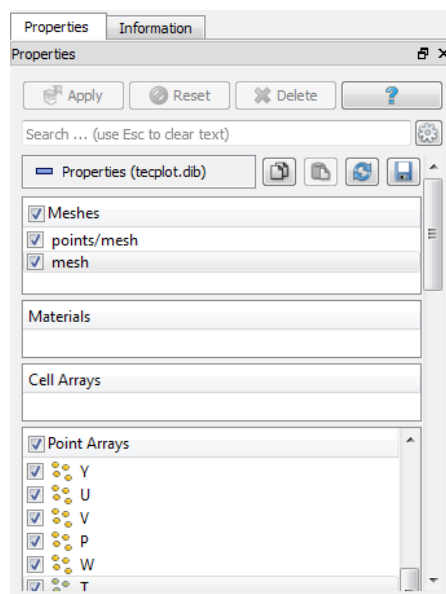 Properties
Information
Properties
Apply
Reset
Delete
?
Search ... (use Esc to clear text)
Properties (tecplot.dib)
Meshes
points/mesh
mesh
Materials
Cell Arrays
Point Arrays
Y
U
V
P
W
T